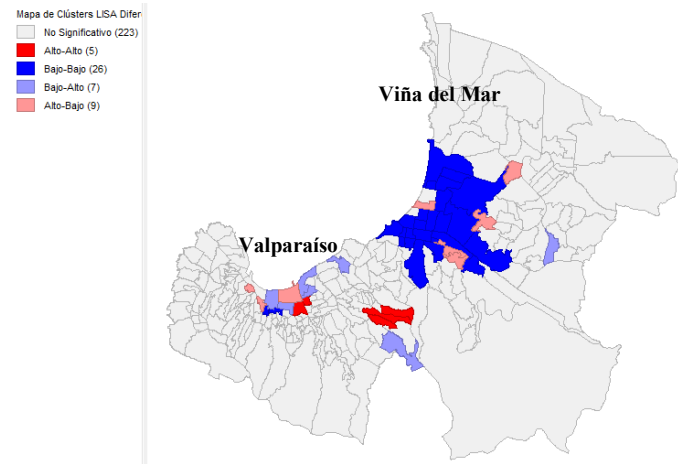 Mapa de Clústers LISA Difer
No Significativo (223)
Alto-Alto (5)
Bajo-Bajo (26)
Bajo-Alto (7)
Alto-Bajo (9)
Viña del Mar
Valparaíso